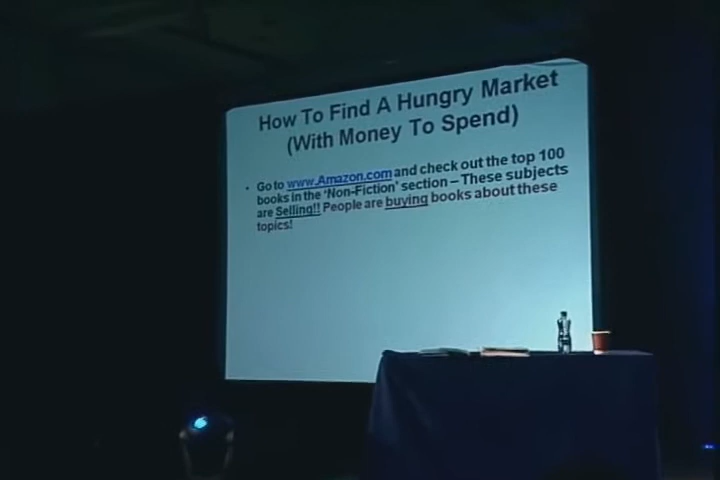 How To Find A Hungry Market
(With Money To Spend)
• Go to www.Amazon.com and check out the top 100
books in the 'Non-Fiction' section – These subjects
are Selling!! People are buying books about these
topics!